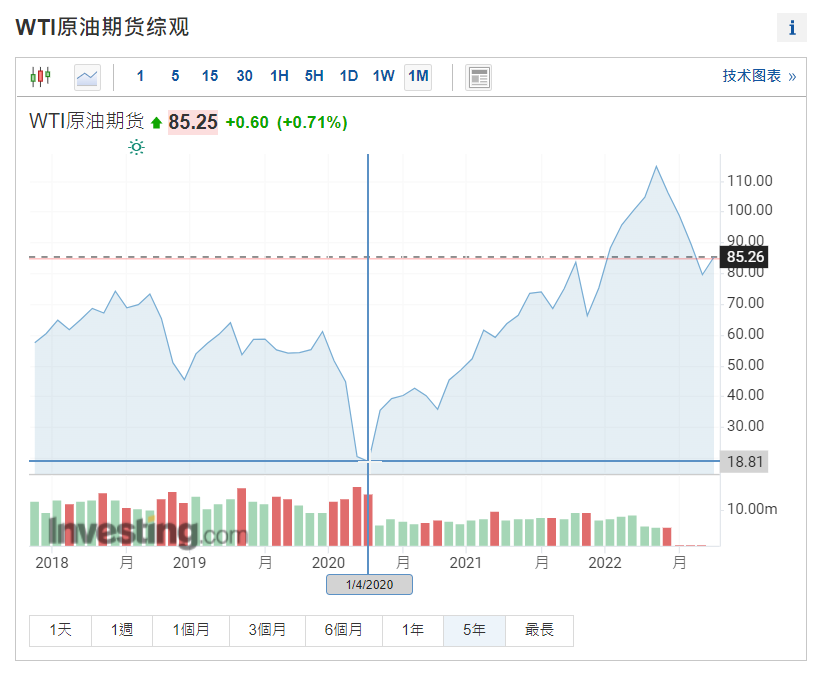 WTI原油期货综观
i
1 5 15 30 1H 5H 1D 1W 1M 技术图表 »
WTI原油期货 85.25 +0.60 (+0.71%)
110.00
100.00
90.00
85.26
80.00
70.00
60.00
50.00
40.00
30.00
18.81
10.00m
Investing.com
2018 月 2019 月 2020 月 2021 月 2022 月
1/4/2020
1天 1週 1個月 3個月 6個月 1年 5年 最長